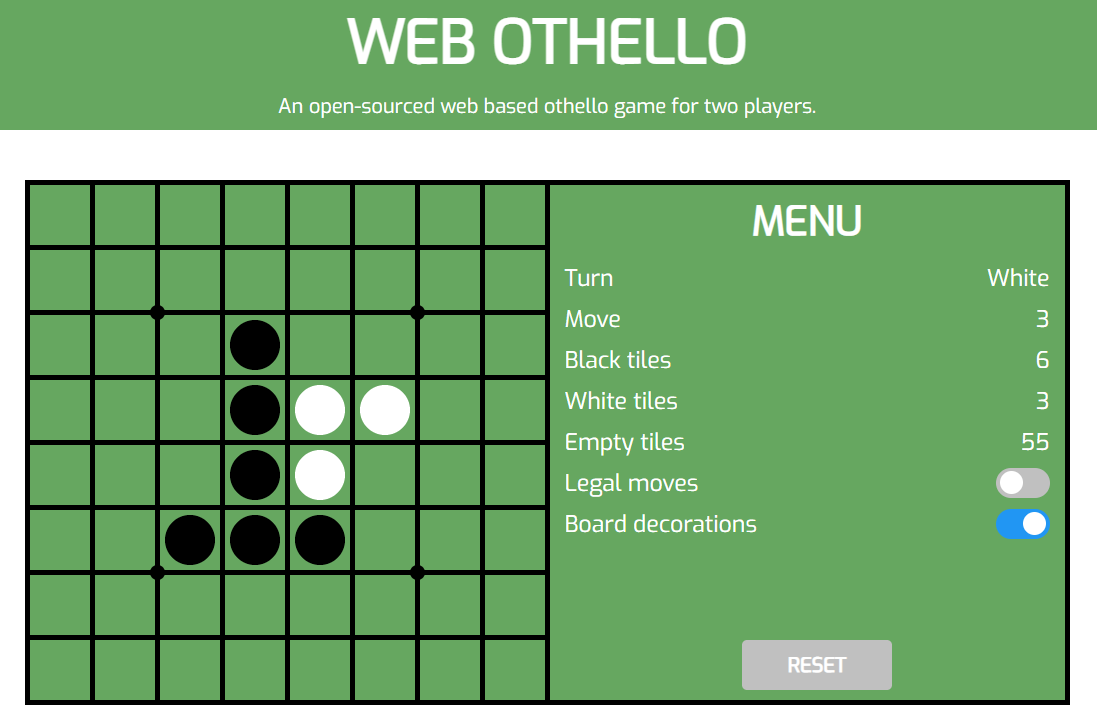 WEB OTHELLO
An open-sourced web based othello game for two players.
MENU
Turn White
Move 3
Black tiles 6
White tiles 3
Empty tiles 55
Legal moves
Board decorations
RESET